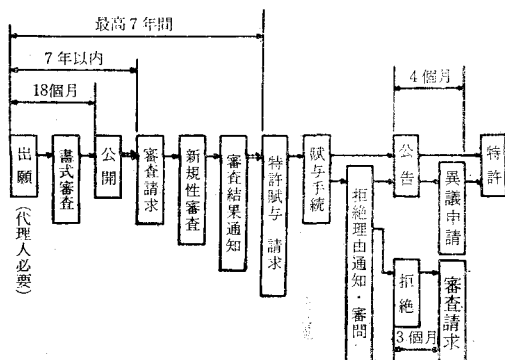 最高7年間
7年以内
18個月
4個月
出願
(代理人必要)
書式審査
公開
審査請求
新規性審査
審査結果通知
特許賦与 請求
賦与手続
拒絶理由通知・審問
公告
異議申請
特許
拒絶
審査請求
3個月